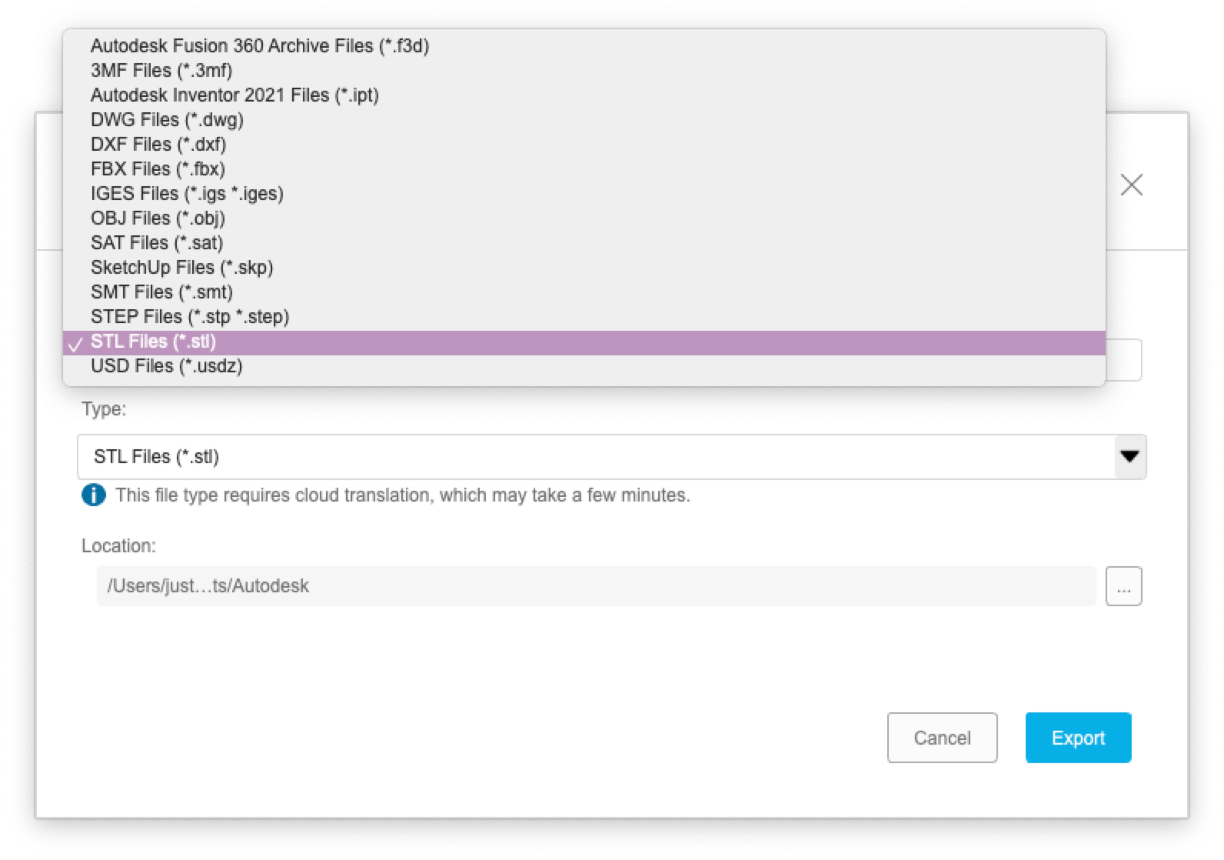 Autodesk Fusion 360 Archive Files (*.f3d)
3MF Files (*.3mf)
Autodesk Inventor 2021 Files (*.ipt)
DWG Files (*.dwg)
DXF Files (*.dxf)
FBX Files (*.fbx)
IGES Files (*.igs *.iges)
OBJ Files (*.obj)
SAT Files (*.sat)
SketchUp Files (*.skp)
SMT Files (*.smt)
STEP Files (*.stp *.step)
STL Files (*.stl)
USD Files (*.usdz)
Type:
STL Files (*.stl)
This file type requires cloud translation, which may take a few minutes.
Location:
/Users/just…ts/Autodesk
...
Cancel
Export